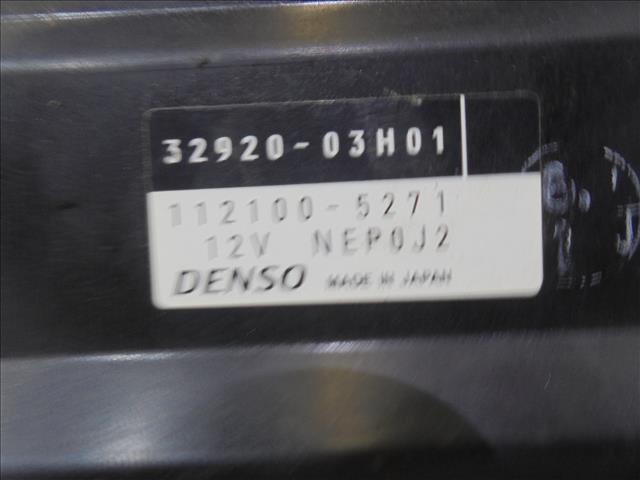 32920-03H01
112100-5271
12V NEP0J2
DENSO MADE IN JAPAN